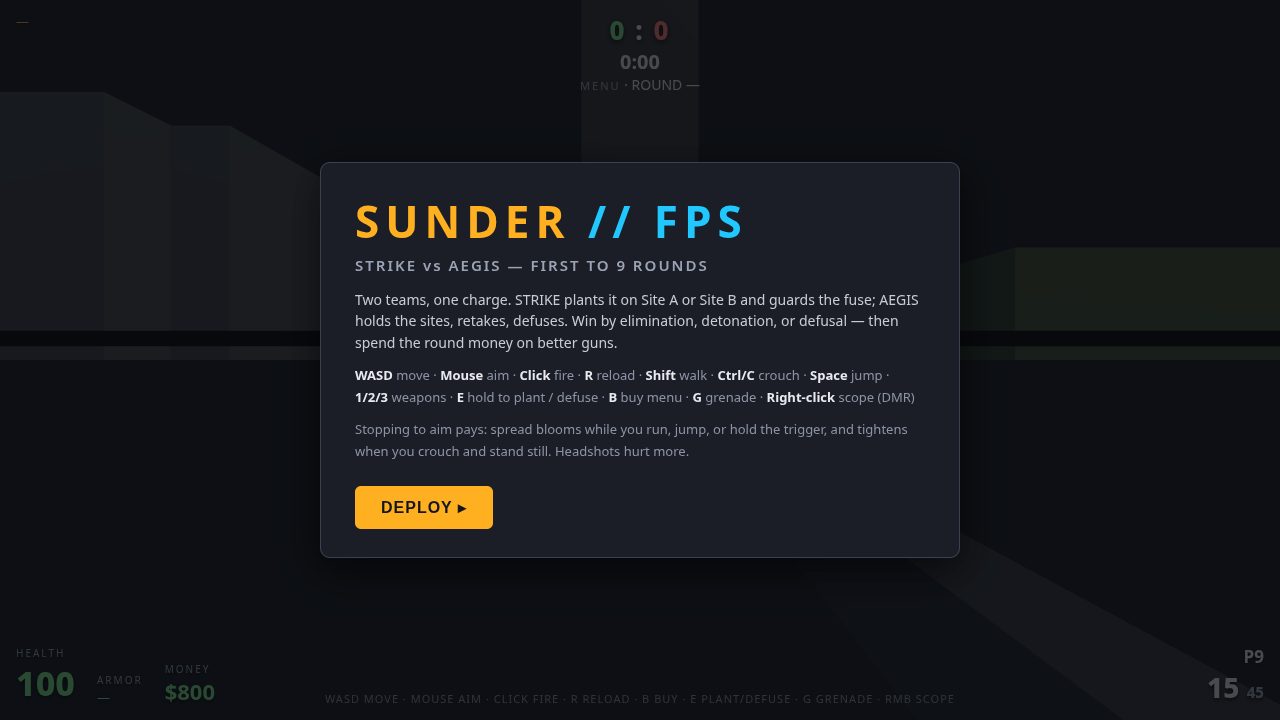 —
0 : 0
0:00
MENU · ROUND —
SUNDER // FPS
STRIKE vs AEGIS — FIRST TO 9 ROUNDS
Two teams, one charge. STRIKE plants it on Site A or Site B and guards the fuse; AEGIS
holds the sites, retakes, defuses. Win by elimination, detonation, or defusal — then
spend the round money on better guns.
WASD move · Mouse aim · Click fire · R reload · Shift walk · Ctrl/C crouch · Space jump ·
1/2/3 weapons · E hold to plant / defuse · B buy menu · G grenade · Right-click scope (DMR)
Stopping to aim pays: spread blooms while you run, jump, or hold the trigger, and tightens
when you crouch and stand still. Headshots hurt more.
DEPLOY ▸
HEALTH
100
ARMOR
—
MONEY
$800
WASD MOVE · MOUSE AIM · CLICK FIRE · R RELOAD · B BUY · E PLANT/DEFUSE · G GRENADE · RMB SCOPE
P9
15 45